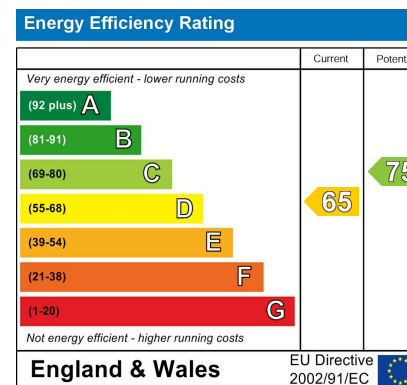 Energy Efficiency Rating
Current Potent
Very energy efficient - lower running costs
(92 plus) A
(81-91) B
(69-80) C
75
(55-68) D
65
(39-54) E
(21-38) F
(1-20) G
Not energy efficient - higher running costs
England & Wales
EU Directive
2002/91/EC